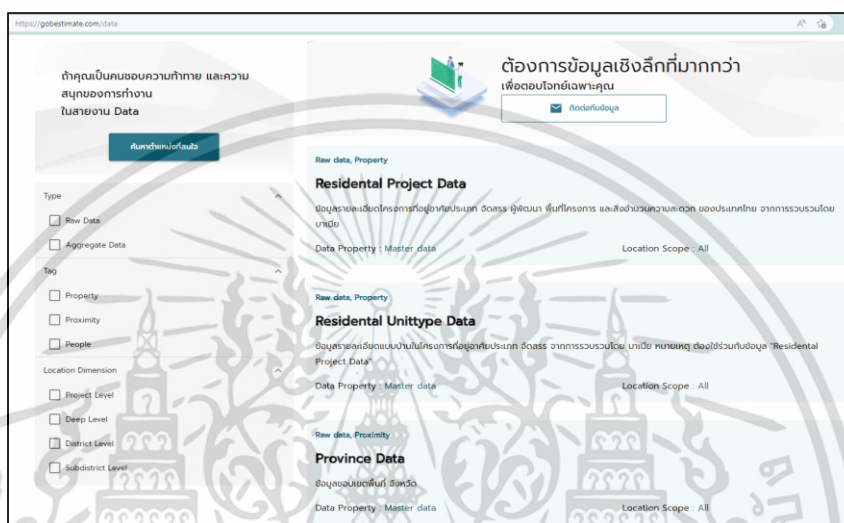 https://gobestimate.com/data
ถ้าคุณเป็นคนชอบความท้าทาย และความ
สนุกของการทำงาน
ในสายงาน Data
ค้นหาตำแหน่งที่สนใจ
Type
Raw Data
Aggregate Data
Tag
Property
Proximity
People
Location Dimension
Project Level
Deep Level
District Level
Subdistrict Level
ต้องการข้อมูลเชิงลึกที่มากกว่า
เพื่อตอบโจทย์เฉพาะคุณ
ติดต่อทีมข้อมูล
Raw data, Property
Residental Project Data
ข้อมูลรายละเอียดโครงการที่อยู่อาศัยประเภท จัดสรร ผู้พัฒนา พื้นที่โครงการ และสิ่งอำนวยความสะดวก ของประเทศไทย จากการรวบรวมโดย
บาเนีย
Data Property : Master data Location Scope : All
Raw data, Property
Residental Unittype Data
ข้อมูลรายละเอียดแบบบ้านในโครงการที่อยู่อาศัยประเภท จัดสรร จากการรวบรวมโดย บาเนีย หมายเหตุ ต้องใช้ร่วมกับข้อมูล "Residental
Project Data"
Data Property : Master data Location Scope : All
Raw data, Proximity
Province Data
ข้อมูลขอบเขตพื้นที่ จังหวัด
Data Property : Master data Location Scope : All